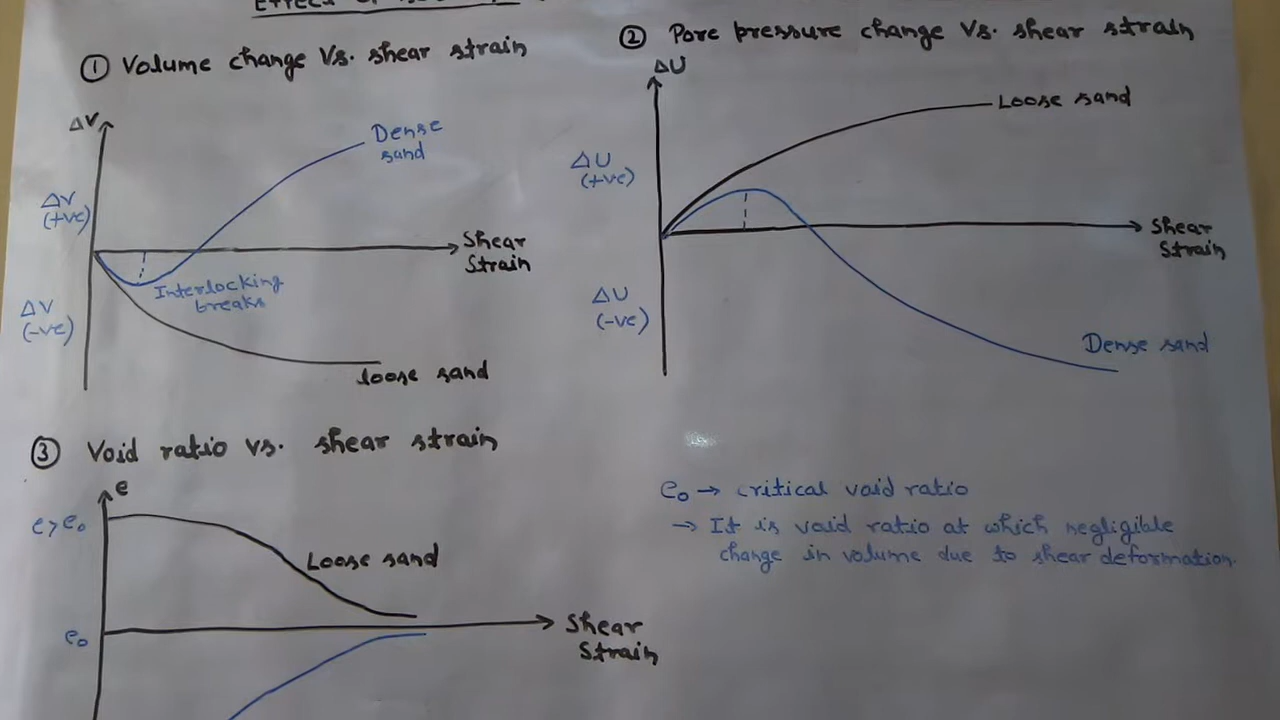 Effect of
① Volume change Vs. shear strain
ΔV
Dense
sand
ΔV
(+ve)
Shear
Strain
Interlocking
breaks
ΔV
(-ve)
loose sand
② Pore pressure change Vs. shear strain
ΔU
Loose sand
ΔU
(+ve)
Shear
Strain
ΔU
(-ve)
Dense sand
③ Void ratio vs. shear strain
e
e > e₀
Loose sand
e₀
Shear
Strain
e₀ → critical void ratio
→ It is void ratio at which negligible
change in volume due to shear deformation.